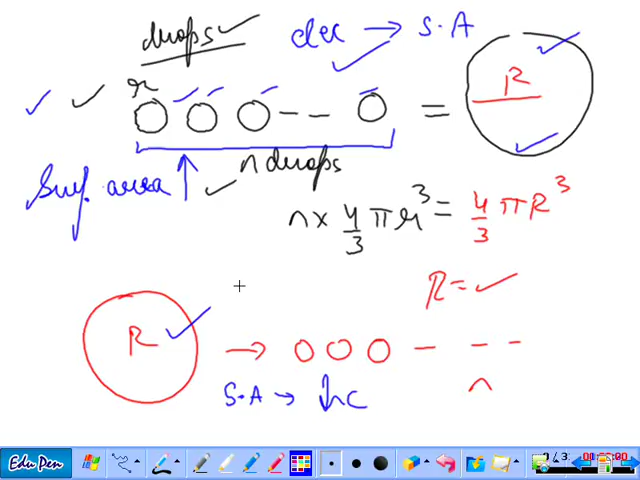 drops dec → S.A
r
R
O O O - - O =
n drops
Surf. area ↑
n × 4/3 πr³ = 4/3 πR³
R =
R → O O O - - -
S.A → Inc
n
Edu Pen